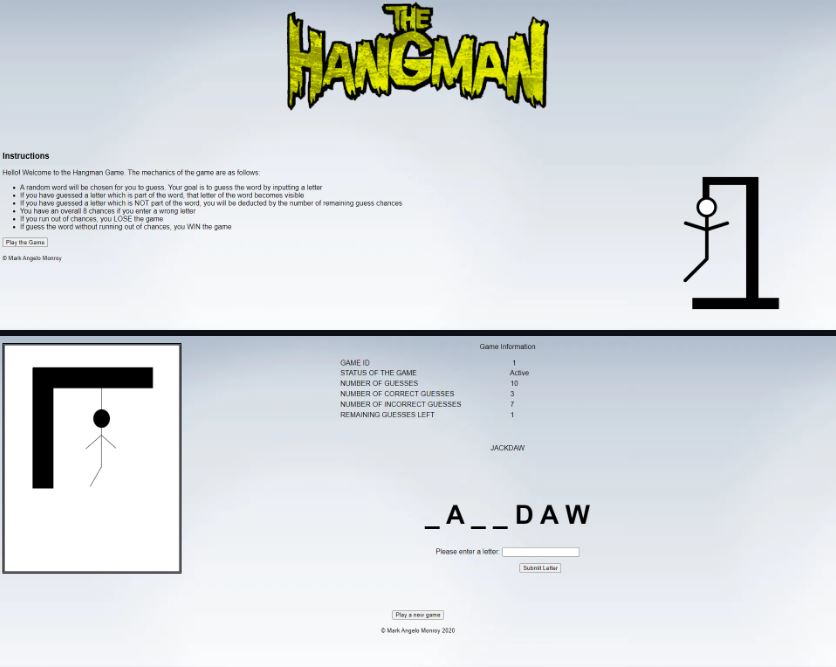 THE
HANGMAN
Instructions
Hello! Welcome to the Hangman Game. The mechanics of the game are as follows:
A random word will be chosen for you to guess. Your goal is to guess the word by inputting a letter
If you have guessed a letter which is part of the word, that letter of the word becomes visible
If you have guessed a letter which is NOT part of the word, you will be deducted by the number of remaining guess chances
You have an overall 8 chances if you enter a wrong letter
If you run out of chances, you LOSE the game
If guess the word without running out of chances, you WIN the game
Play the Game
© Mark Angelo Monroy
Game Information
GAME ID 1
STATUS OF THE GAME Active
NUMBER OF GUESSES 10
NUMBER OF CORRECT GUESSES 3
NUMBER OF INCORRECT GUESSES 7
REMAINING GUESSES LEFT 1
JACKDAW
_ A _ _ D A W
Please enter a letter:
Submit Letter
Play a new game
© Mark Angelo Monroy 2020